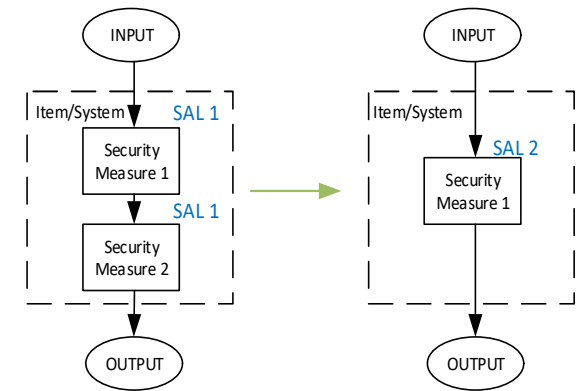 INPUT
Item/System
SAL 1
Security
Measure 1
SAL 1
Security
Measure 2
OUTPUT
INPUT
Item/System
SAL 2
Security
Measure 1
OUTPUT